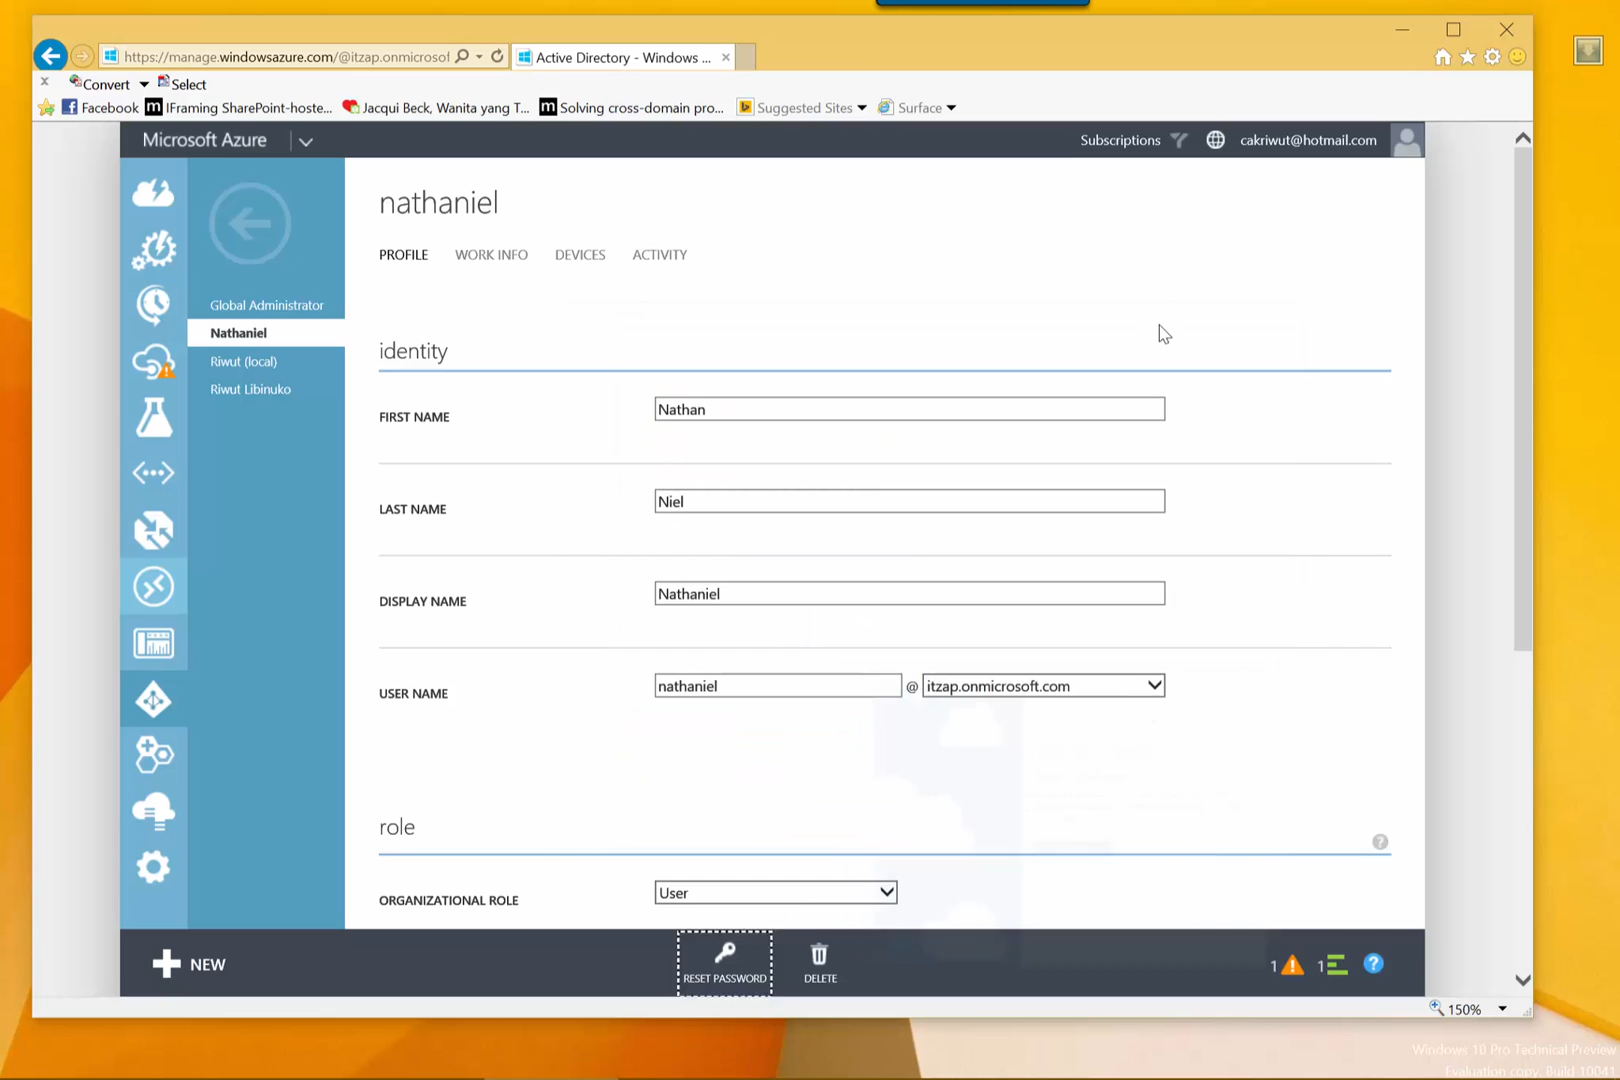 https://manage.windowsazure.com/@itzap.onmicrosof
Active Directory - Windows ...
Convert
Select
Facebook
IFraming SharePoint-hoste...
Jacqui Beck, Wanita yang T...
Solving cross-domain pro...
Suggested Sites
Surface
Microsoft Azure
Subscriptions
cakriwut@hotmail.com
nathaniel
PROFILE
WORK INFO
DEVICES
ACTIVITY
Global Administrator
Nathaniel
Riwut (local)
Riwut Libinuko
identity
FIRST NAME
Nathan
LAST NAME
Niel
DISPLAY NAME
Nathaniel
USER NAME
nathaniel
@
itzap.onmicrosoft.com
role
?
ORGANIZATIONAL ROLE
User
NEW
RESET PASSWORD
DELETE
1
1
?
150%
Windows 10 Pro Technical Preview
Evaluation copy. Build 10041